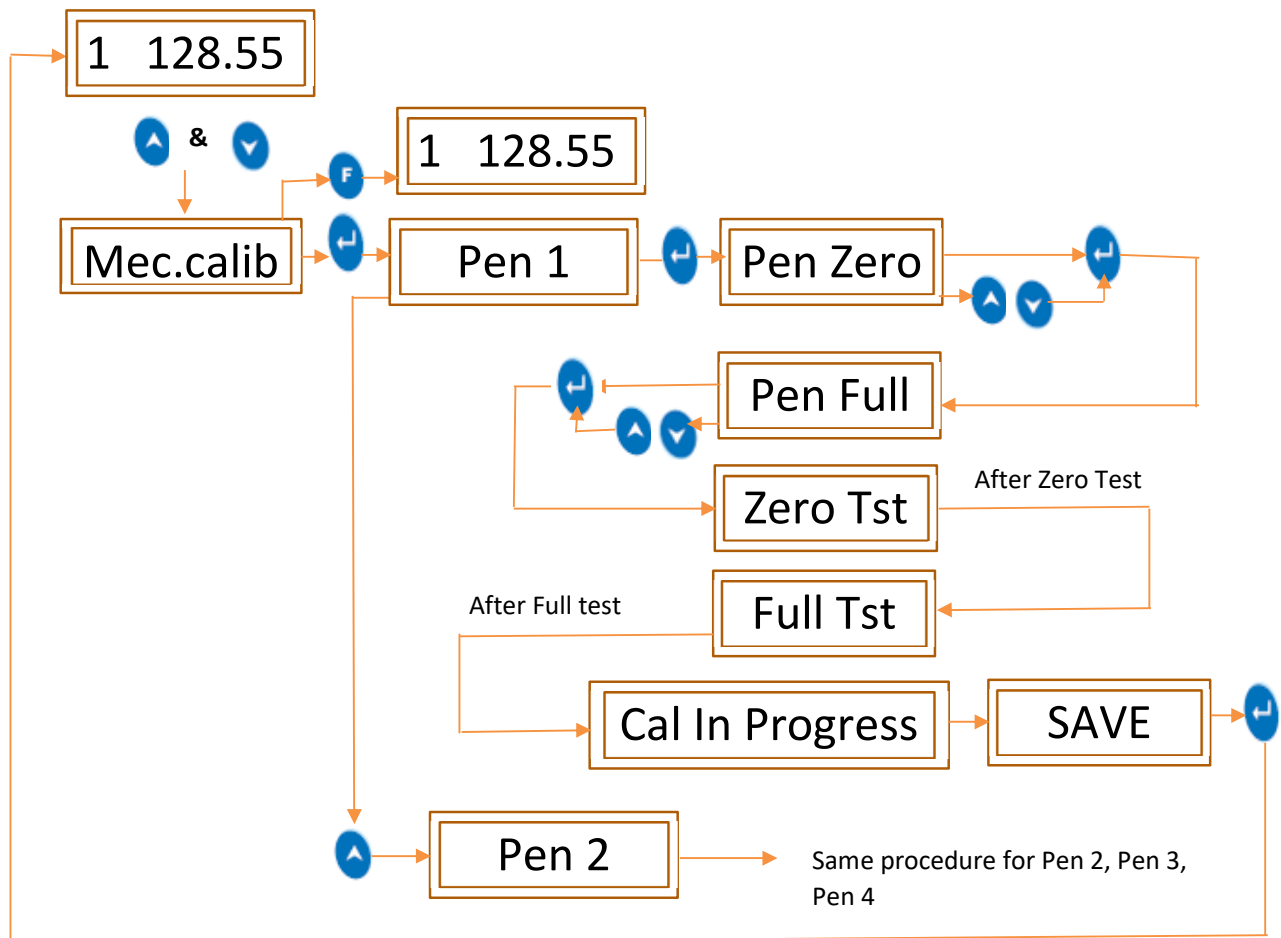 1 128.55
&
1 128.55
F
Mec.calib
Pen 1
Pen Zero
Pen Full
Zero Tst
After Zero Test
Full Tst
After Full test
Cal In Progress
SAVE
Pen 2
Same procedure for Pen 2, Pen 3,
Pen 4